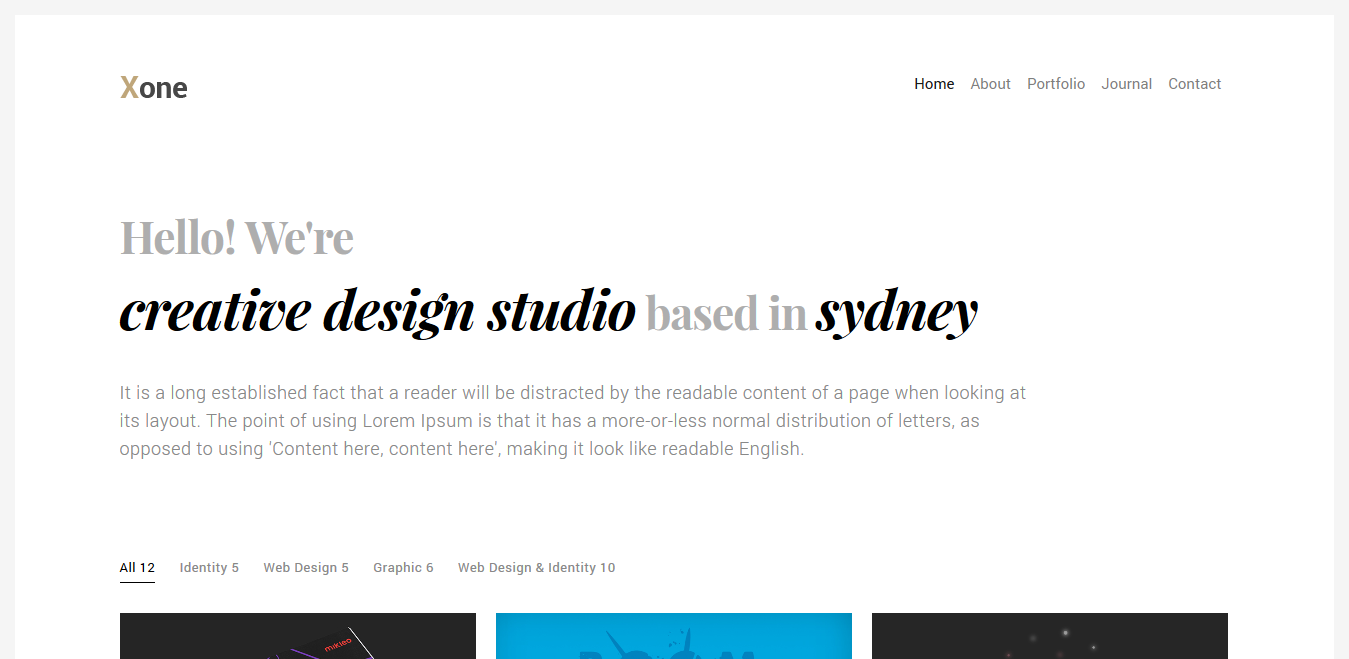 Xone
Home About Portfolio Journal Contact
Hello! We're
creative design studio based in sydney
It is a long established fact that a reader will be distracted by the readable content of a page when looking at
its layout. The point of using Lorem Ipsum is that it has a more-or-less normal distribution of letters, as
opposed to using 'Content here, content here', making it look like readable English.
All 12 Identity 5 Web Design 5 Graphic 6 Web Design & Identity 10
mikleo